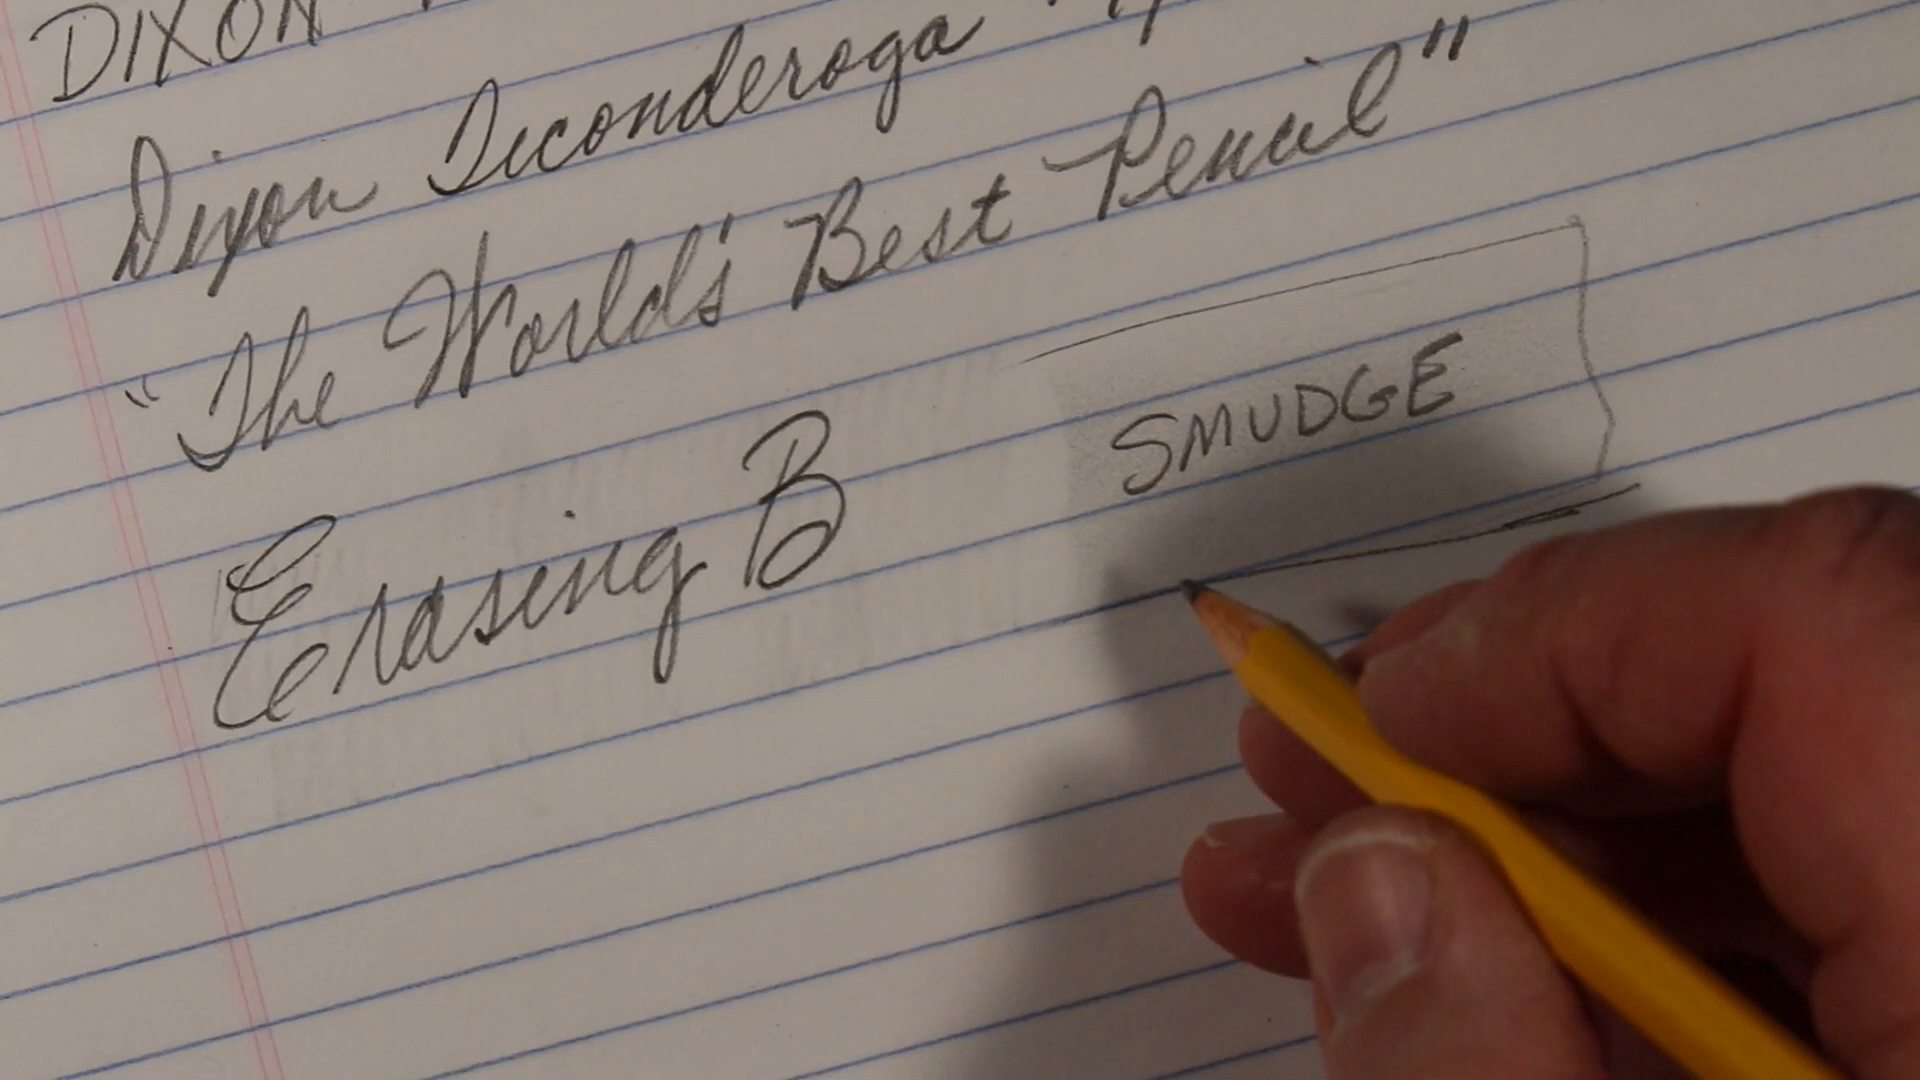 DIXON
Dixon Ticonderoga
"The World's Best Pencil"
SMUDGE
Erasing B